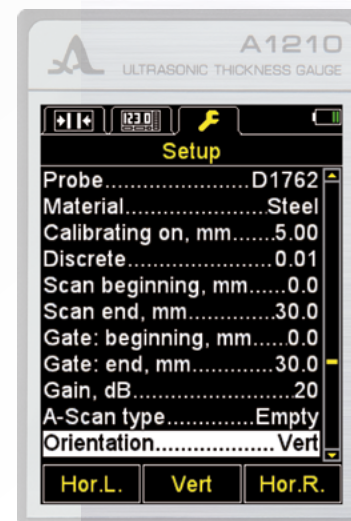 A1210
ULTRASONIC THICKNESS GAUGE
Setup
Probe....................D1762
Material....................Steel
Calibrating on, mm.......5.00
Discrete....................0.01
Scan beginning, mm......0.0
Scan end, mm.............30.0
Gate: beginning, mm......0.0
Gate: end, mm.............30.0
Gain, dB.......................20
A-Scan type..............Empty
Orientation...................Vert
Hor.L. Vert Hor.R.